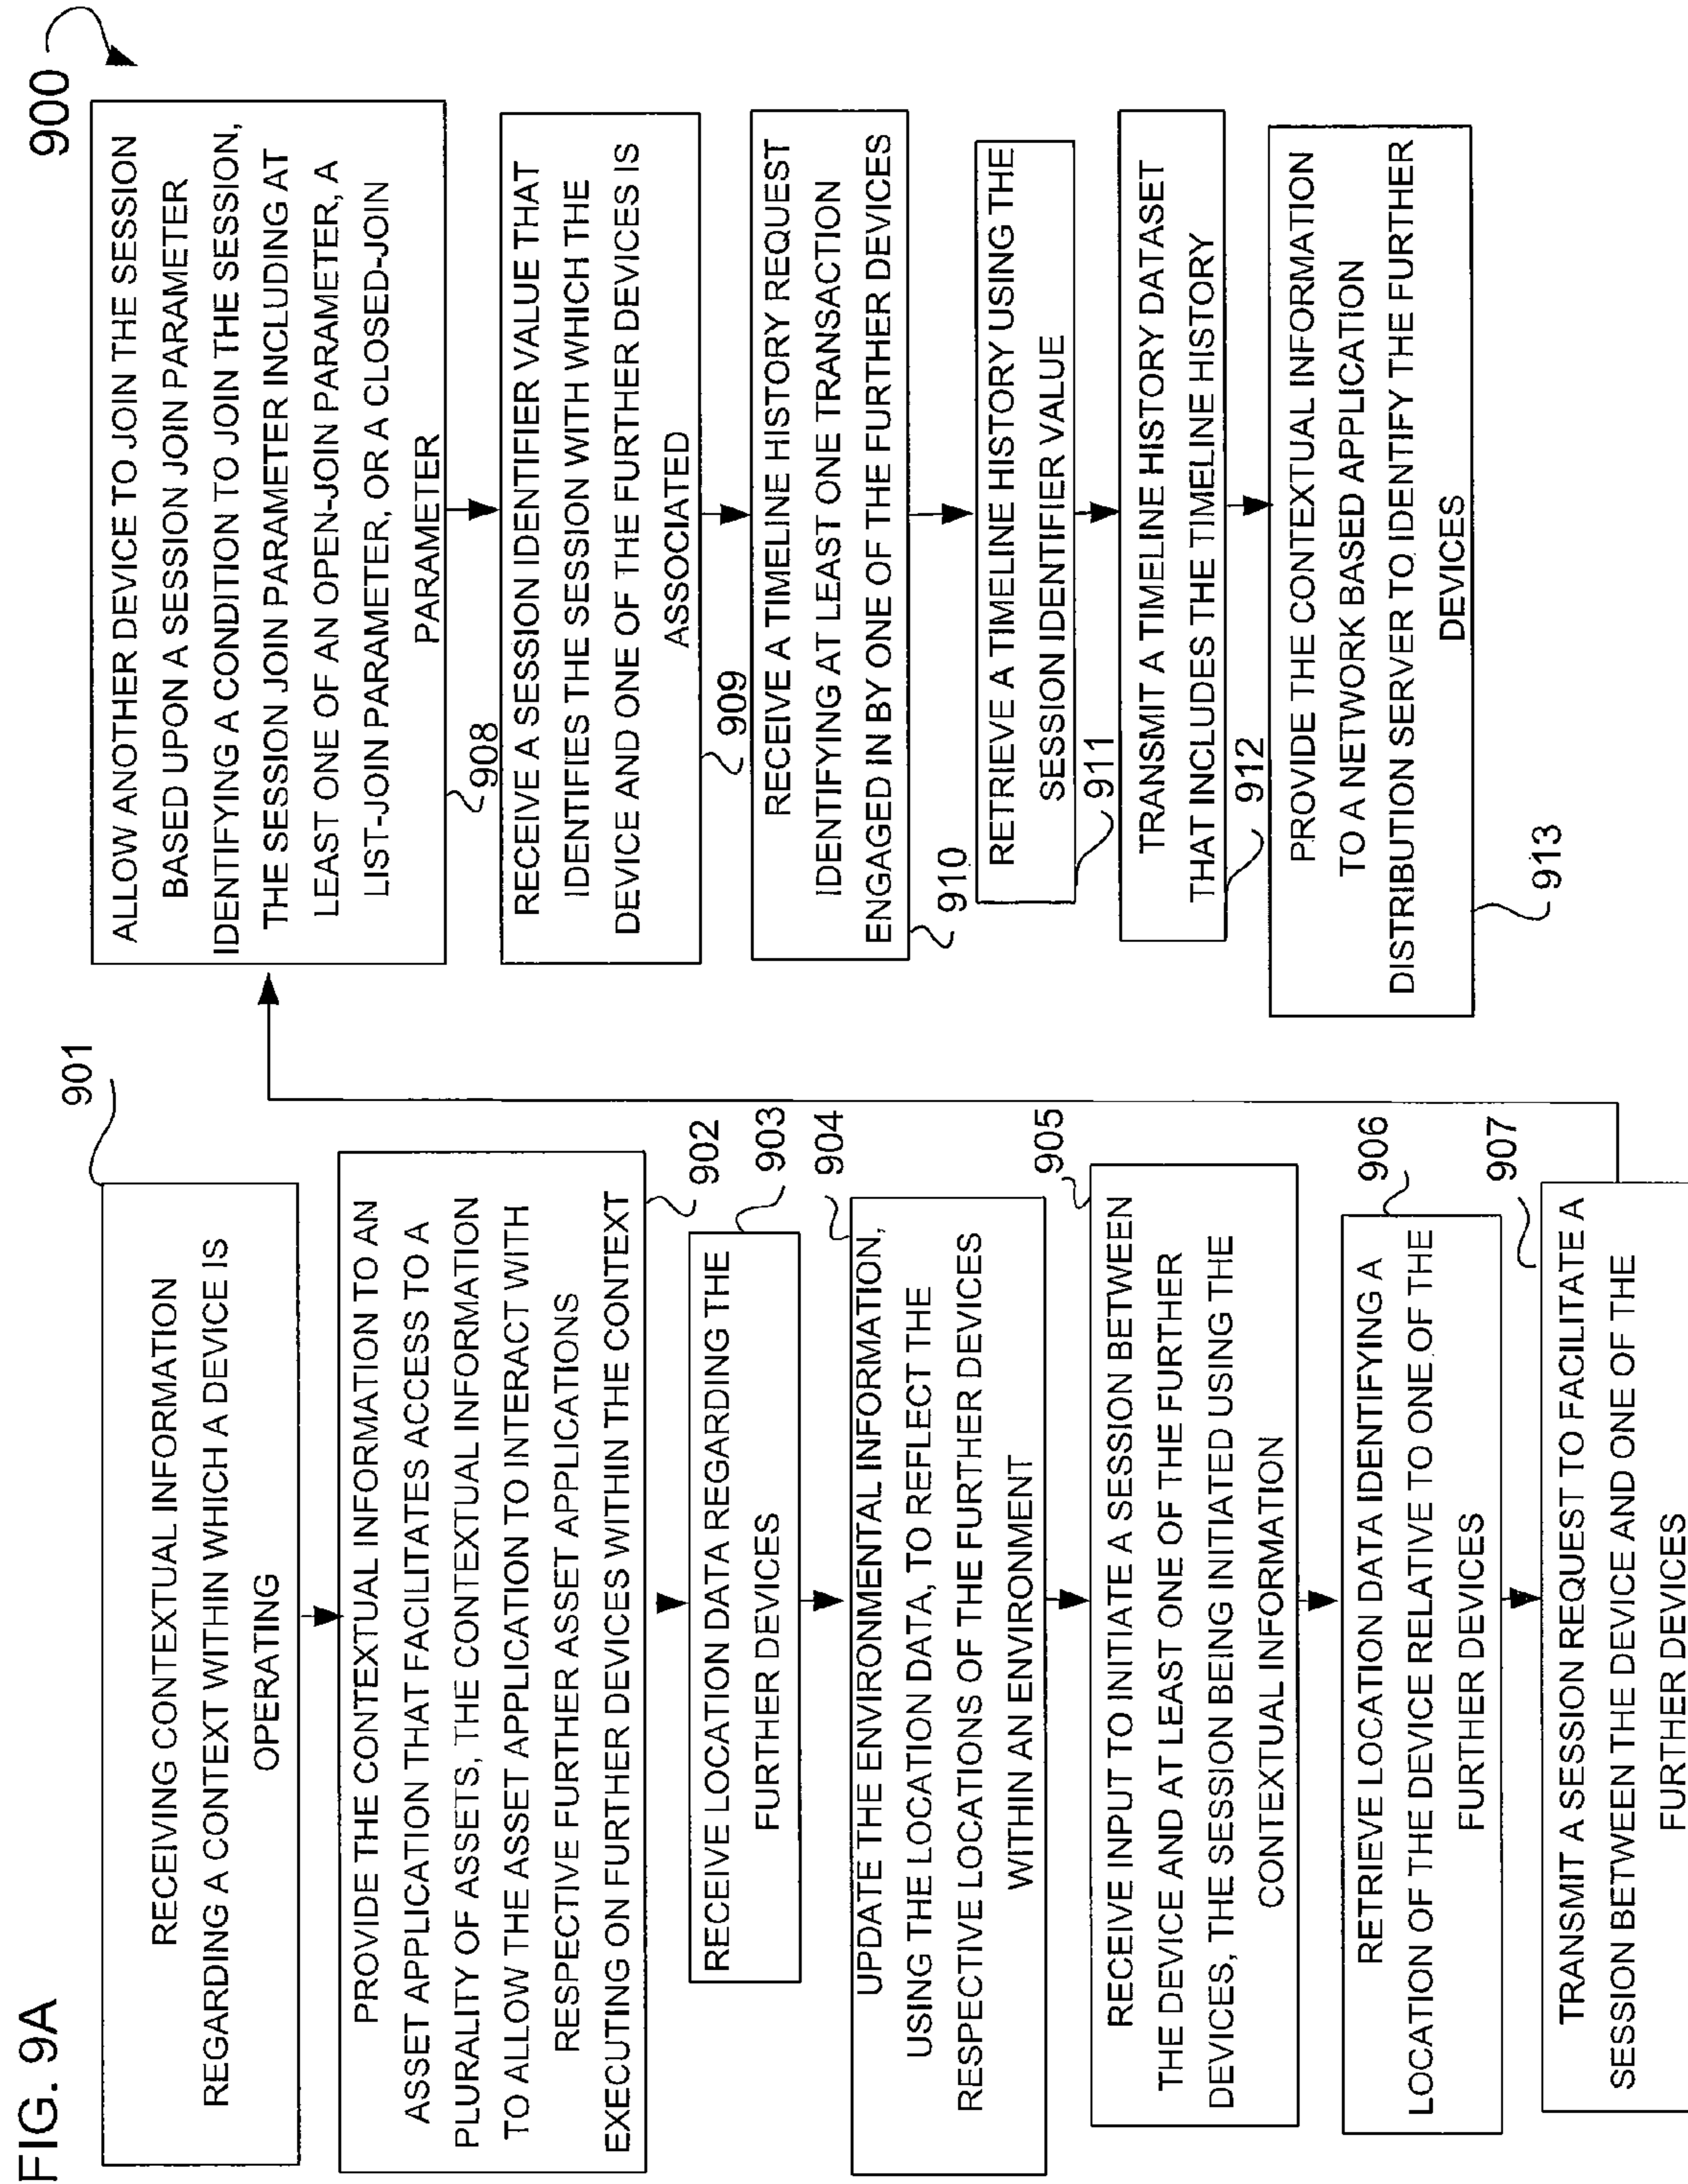 FIG. 9A
900
901
RECEIVING CONTEXTUAL INFORMATION
REGARDING A CONTEXT WITHIN WHICH A DEVICE IS
OPERATING
PROVIDE THE CONTEXTUAL INFORMATION TO AN
ASSET APPLICATION THAT FACILITATES ACCESS TO A
PLURALITY OF ASSETS, THE CONTEXTUAL INFORMATION
TO ALLOW THE ASSET APPLICATION TO INTERACT WITH
RESPECTIVE FURTHER ASSET APPLICATIONS
EXECUTING ON FURTHER DEVICES WITHIN THE CONTEXT
902
RECEIVE LOCATION DATA REGARDING THE
FURTHER DEVICES
903
904
UPDATE THE ENVIRONMENTAL INFORMATION,
USING THE LOCATION DATA, TO REFLECT THE
RESPECTIVE LOCATIONS OF THE FURTHER DEVICES
WITHIN AN ENVIRONMENT
905
RECEIVE INPUT TO INITIATE A SESSION BETWEEN
THE DEVICE AND AT LEAST ONE OF THE FURTHER
DEVICES, THE SESSION BEING INITIATED USING THE
CONTEXTUAL INFORMATION
906
RETRIEVE LOCATION DATA IDENTIFYING A
LOCATION OF THE DEVICE RELATIVE TO ONE OF THE
FURTHER DEVICES
907
TRANSMIT A SESSION REQUEST TO FACILITATE A
SESSION BETWEEN THE DEVICE AND ONE OF THE
FURTHER DEVICES
ALLOW ANOTHER DEVICE TO JOIN THE SESSION
BASED UPON A SESSION JOIN PARAMETER
IDENTIFYING A CONDITION TO JOIN THE SESSION,
THE SESSION JOIN PARAMETER INCLUDING AT
LEAST ONE OF AN OPEN-JOIN PARAMETER, A
LIST-JOIN PARAMETER, OR A CLOSED-JOIN
PARAMETER
908
RECEIVE A SESSION IDENTIFIER VALUE THAT
IDENTIFIES THE SESSION WITH WHICH THE
DEVICE AND ONE OF THE FURTHER DEVICES IS
ASSOCIATED
909
RECEIVE A TIMELINE HISTORY REQUEST
IDENTIFYING AT LEAST ONE TRANSACTION
ENGAGED IN BY ONE OF THE FURTHER DEVICES
910
RETRIEVE A TIMELINE HISTORY USING THE
SESSION IDENTIFIER VALUE
911
TRANSMIT A TIMELINE HISTORY DATASET
THAT INCLUDES THE TIMELINE HISTORY
912
PROVIDE THE CONTEXTUAL INFORMATION
TO A NETWORK BASED APPLICATION
DISTRIBUTION SERVER TO IDENTIFY THE FURTHER
DEVICES
913